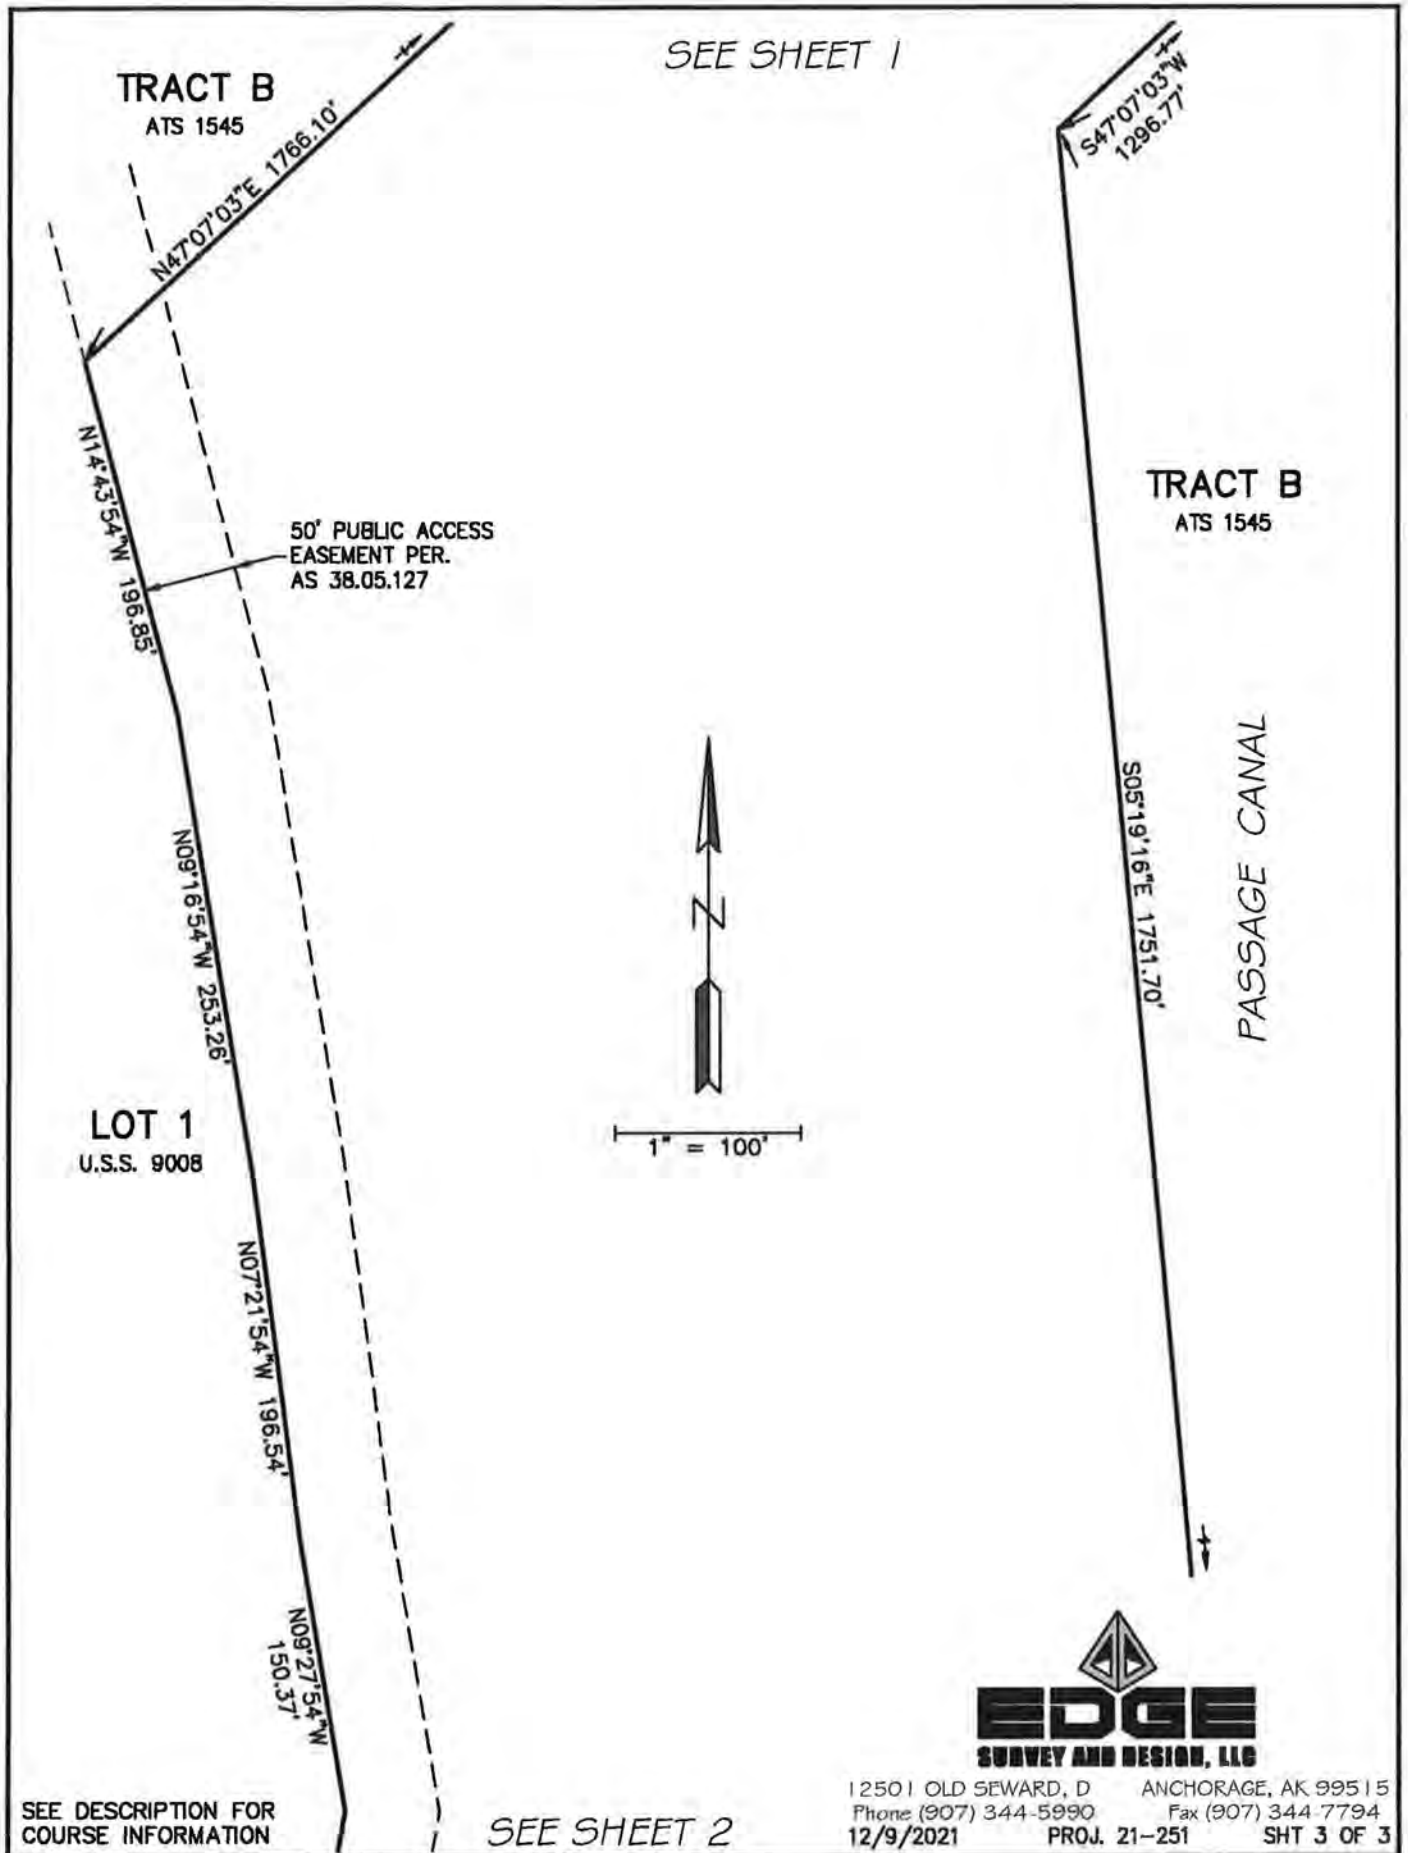 SEE SHEET 1
TRACT B
ATS 1545
N47°07'03"E 1766.10'
S47°07'03"W
1296.77'
N14°43'54"W 196.85'
50' PUBLIC ACCESS
EASEMENT PER.
AS 38.05.127
TRACT B
ATS 1545
N09°16'54"W 253.26'
N
S05°19'16"E 1751.70'
PASSAGE CANAL
LOT 1
U.S.S. 9008
1" = 100'
N07°21'54"W 196.54'
N09°27'54"W
150.37'
EDGE
SURVEY AND DESIGN, LLC
12501 OLD SEWARD, D ANCHORAGE, AK 99515
Phone (907) 344-5990 Fax (907) 344-7794
12/9/2021 PROJ. 21-251 SHT 3 OF 3
SEE DESCRIPTION FOR
COURSE INFORMATION
SEE SHEET 2